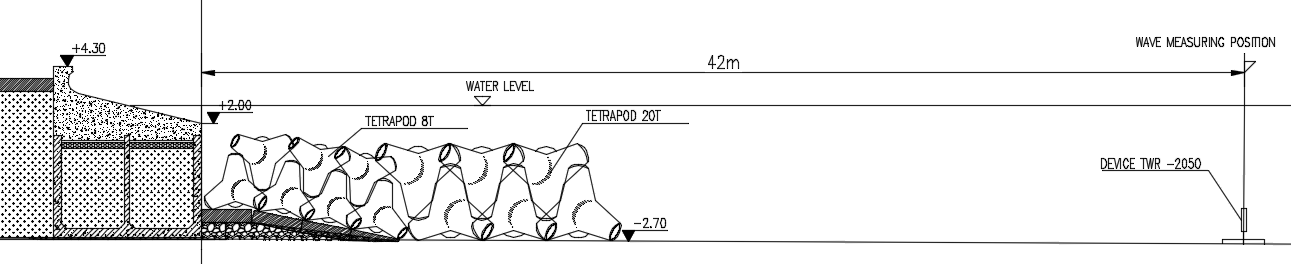 +4.30
WAVE MEASURING POSITION
42m
WATER LEVEL
+2.00
TETRAPOD 8T
TETRAPOD 20T
DEVICE TWR -2050
-2.70